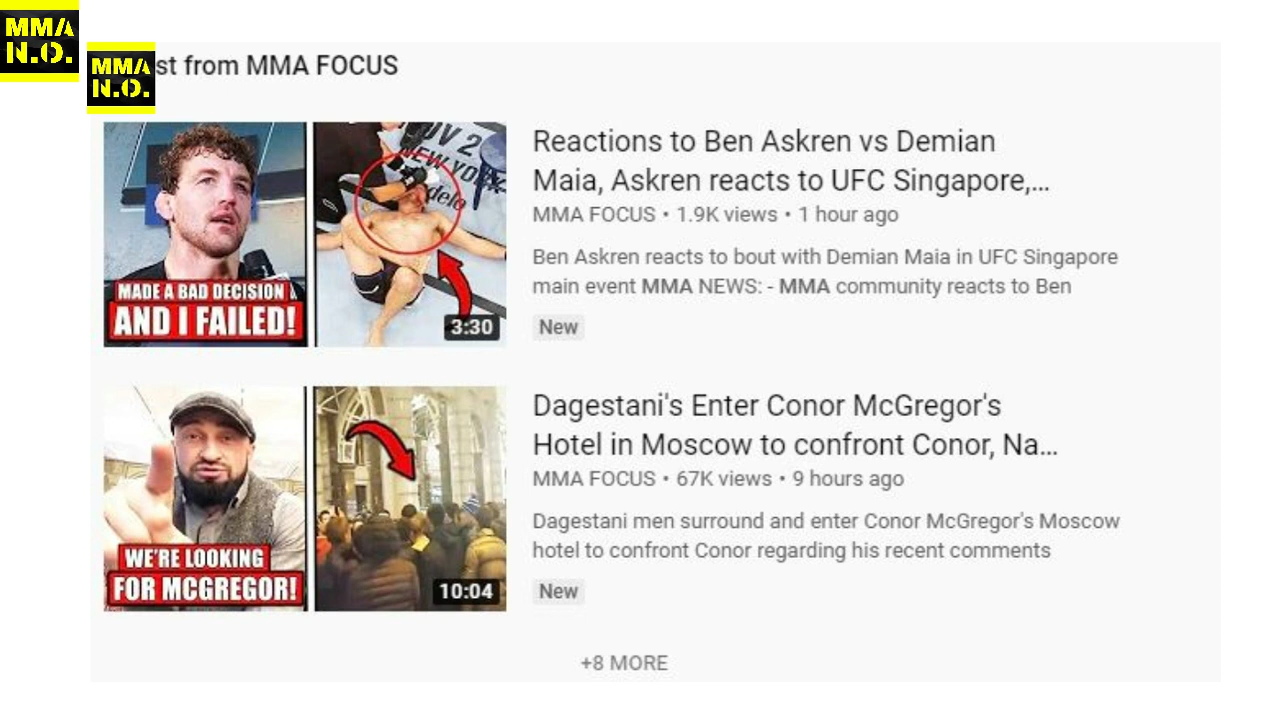 MMA
N.O.
MMA
N.O.
st from MMA FOCUS
MADE A BAD DECISION
AND I FAILED!
NEW YORK
3:30
Reactions to Ben Askren vs Demian
Maia, Askren reacts to UFC Singapore,...
MMA FOCUS • 1.9K views • 1 hour ago
Ben Askren reacts to bout with Demian Maia in UFC Singapore
main event MMA NEWS: - MMA community reacts to Ben
New
WE'RE LOOKING
FOR MCGREGOR!
10:04
Dagestani's Enter Conor McGregor's
Hotel in Moscow to confront Conor, Na...
MMA FOCUS • 67K views • 9 hours ago
Dagestani men surround and enter Conor McGregor's Moscow
hotel to confront Conor regarding his recent comments
New
+8 MORE